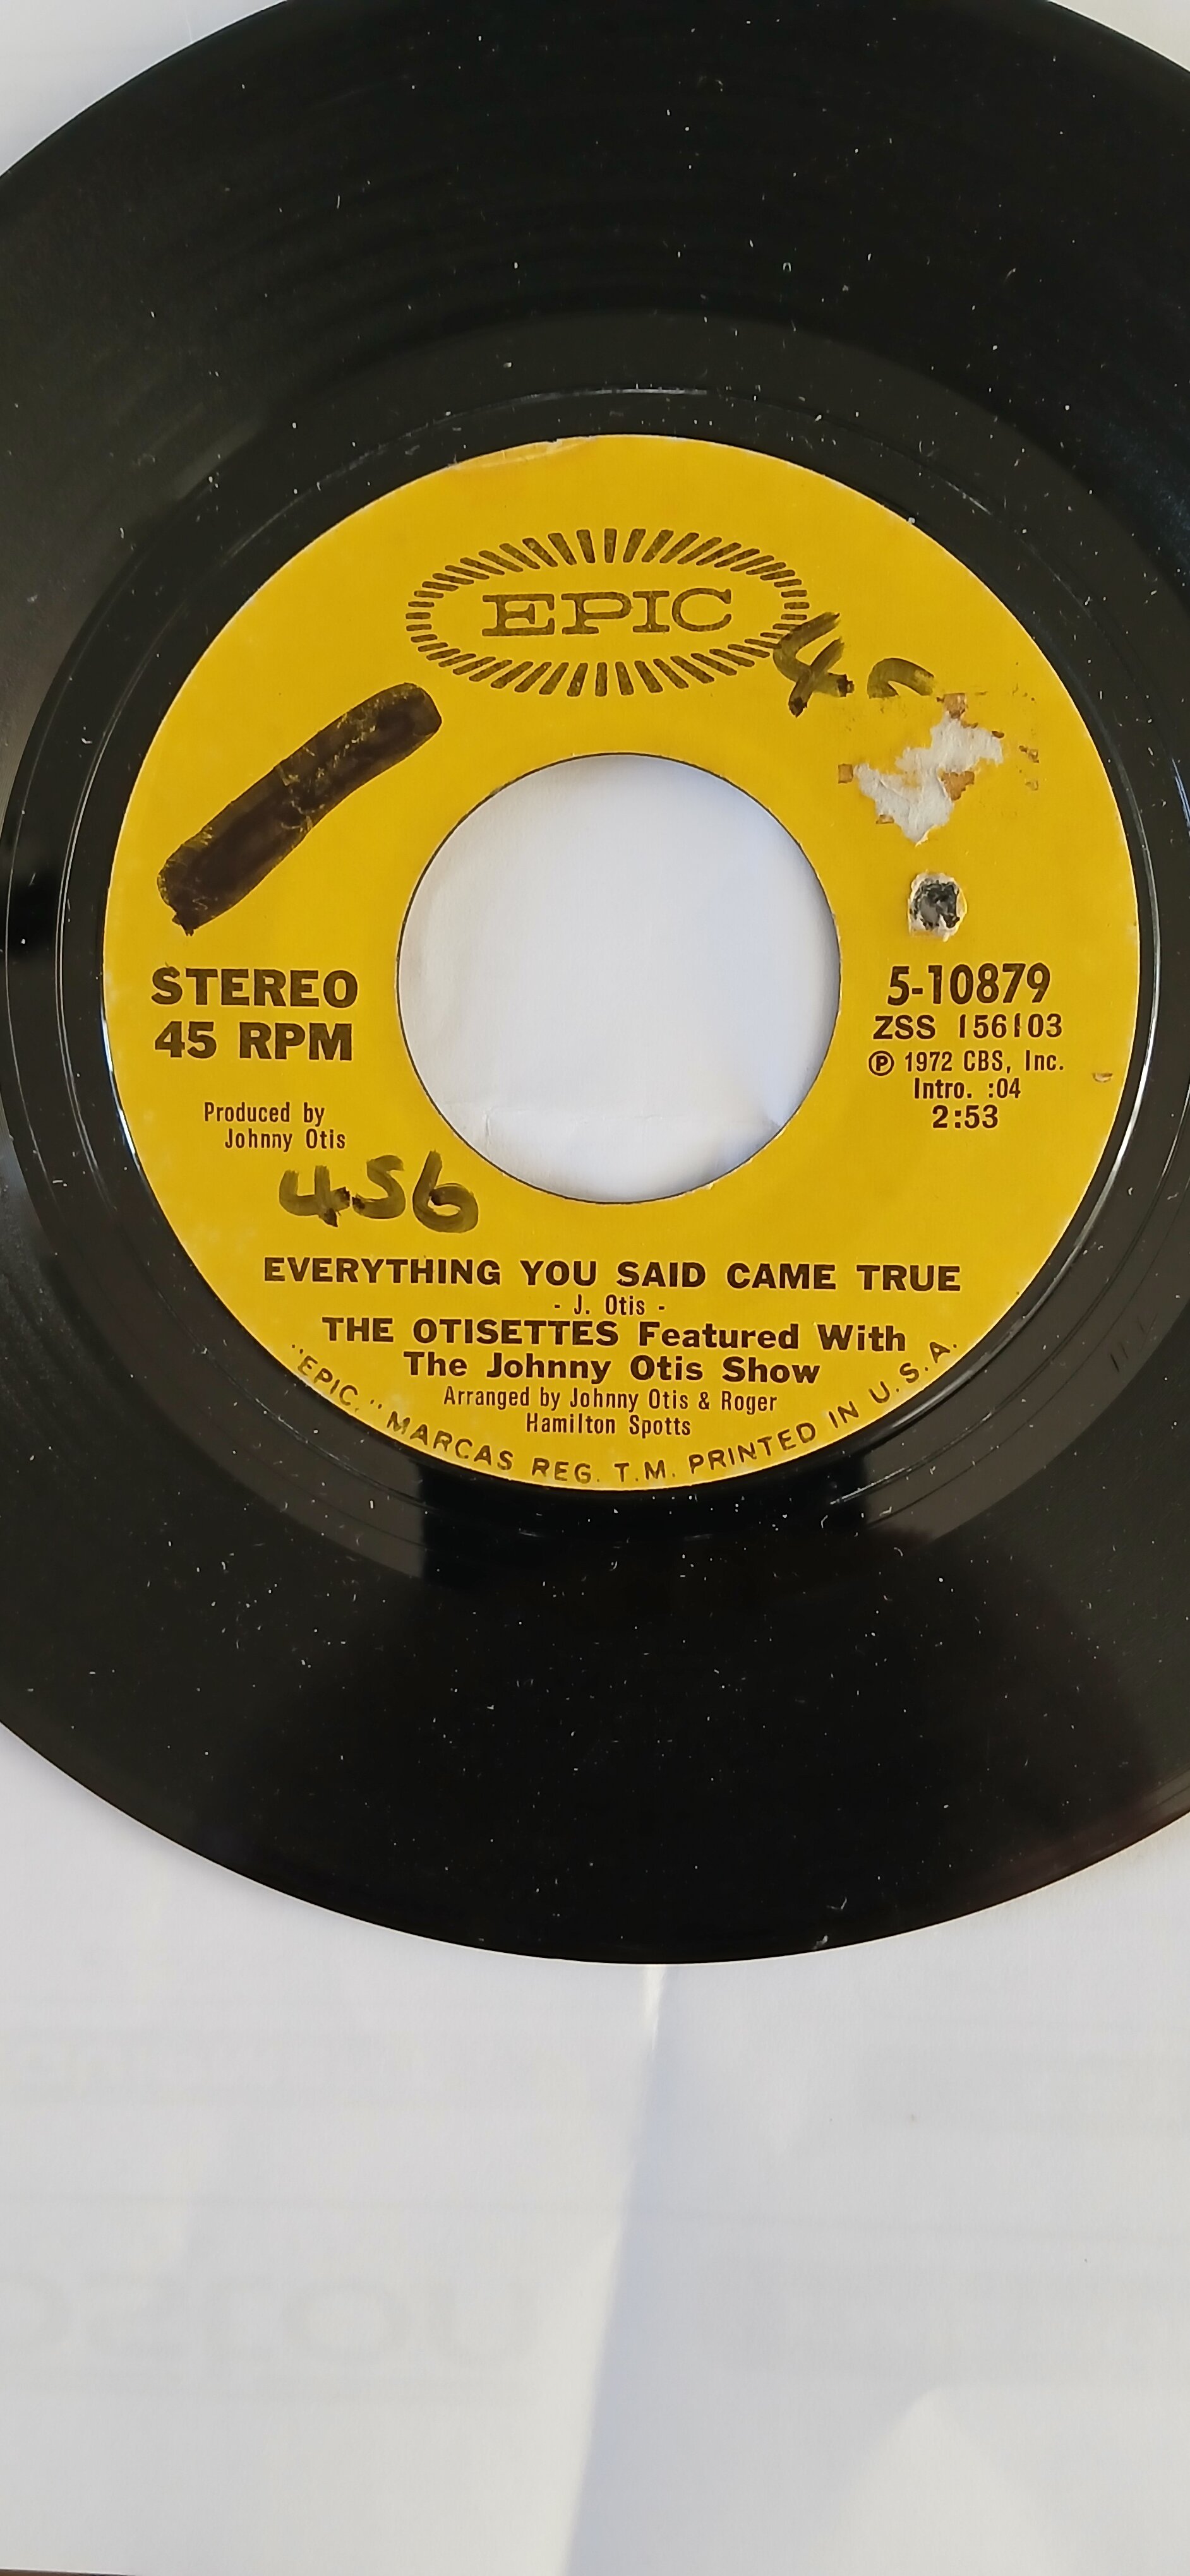 EPIC
STEREO
45 RPM
5-10879
ZSS 156103
℗ 1972 CBS, Inc.
Intro. :04
2:53
Produced by
Johnny Otis
456
EVERYTHING YOU SAID CAME TRUE
- J. Otis -
THE OTISETTES Featured With
The Johnny Otis Show
Arranged by Johnny Otis & Roger
Hamilton Spotts
"EPIC," MARCAS REG. T.M. PRINTED IN U.S.A.